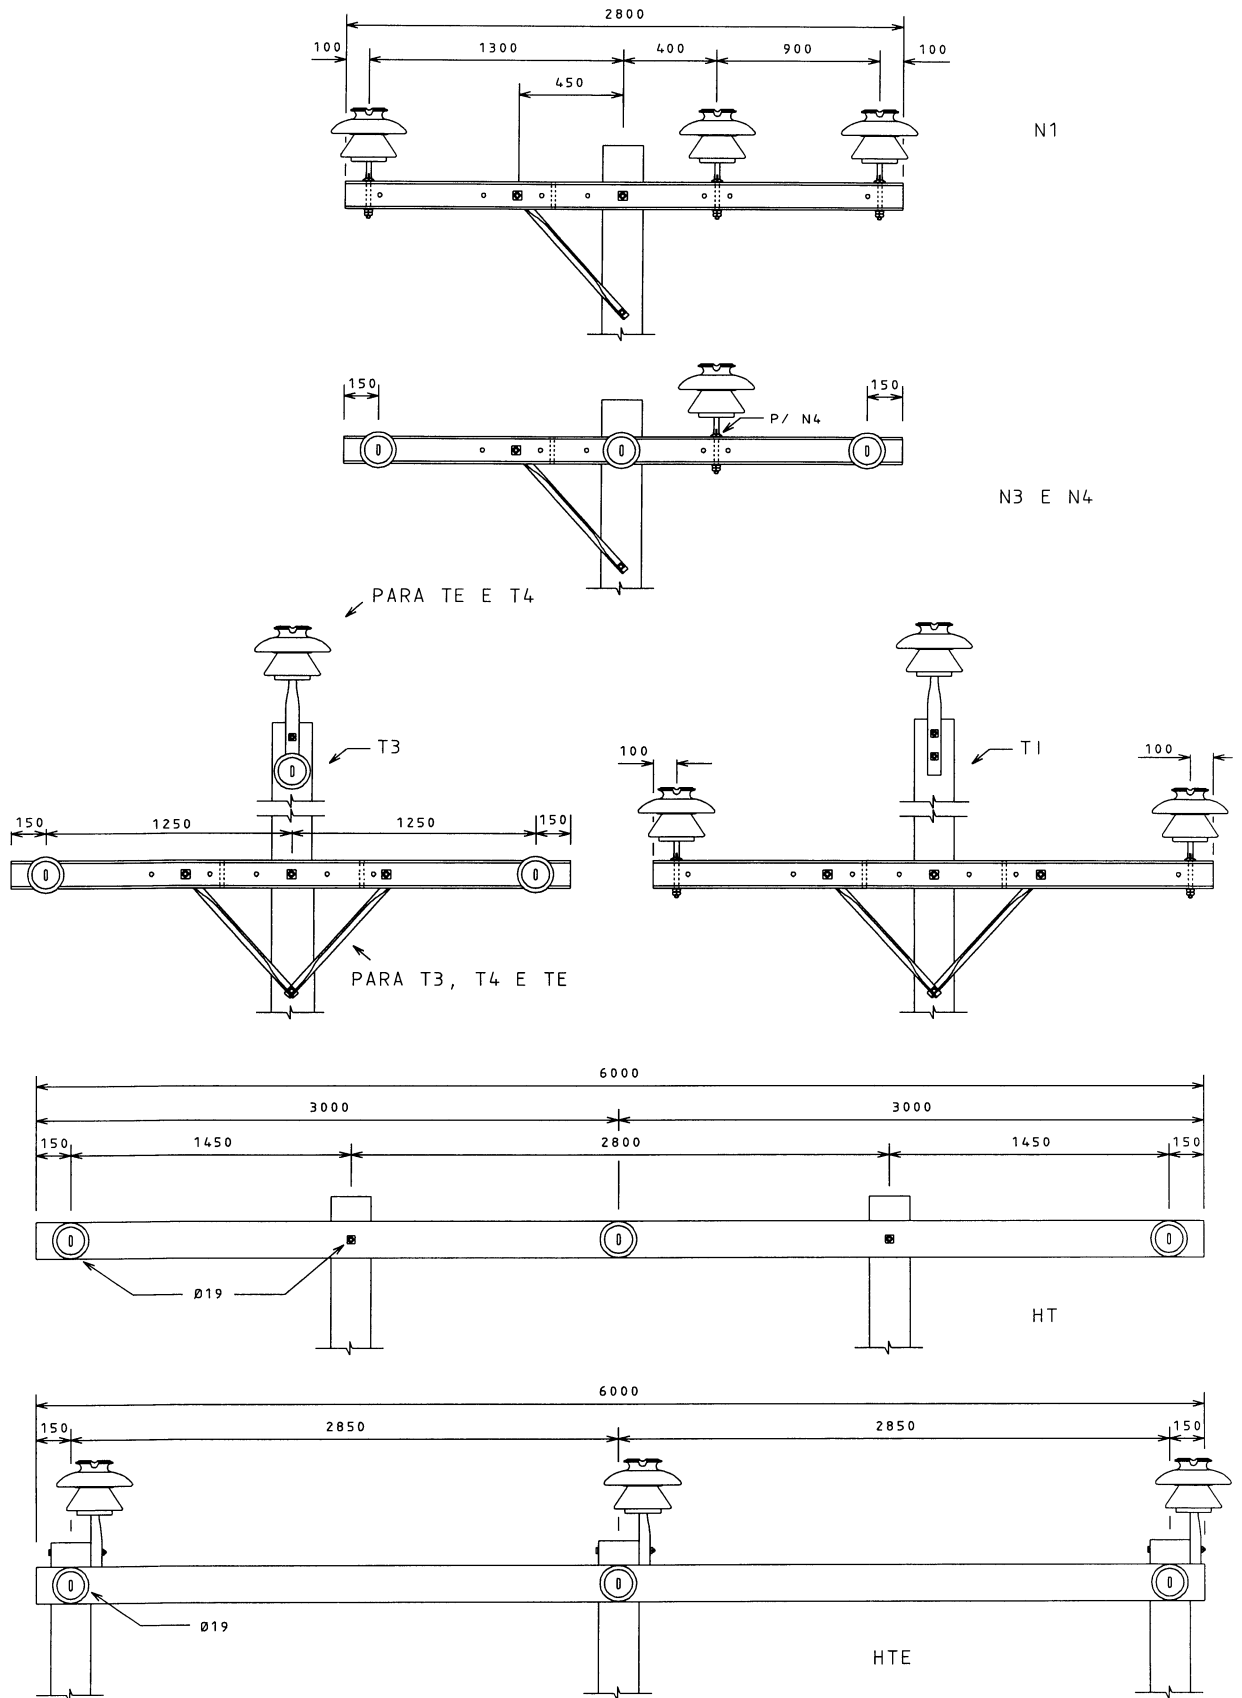 2800
100 1300 400 900 100
450
N1
150 150
P/ N4
N3 E N4
PARA TE E T4
T3
T1
100 100
150 1250 1250 150
PARA T3, T4 E TE
6000
3000 3000
150 1450 2800 1450 150
Ø19
HT
6000
150 2850 2850 150
Ø19
HTE